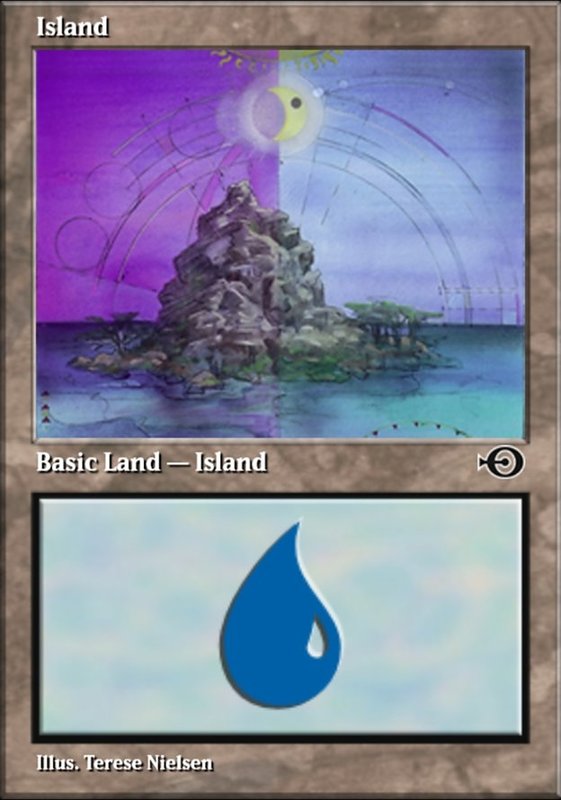 Island
Basic Land — Island
Illus. Terese Nielsen